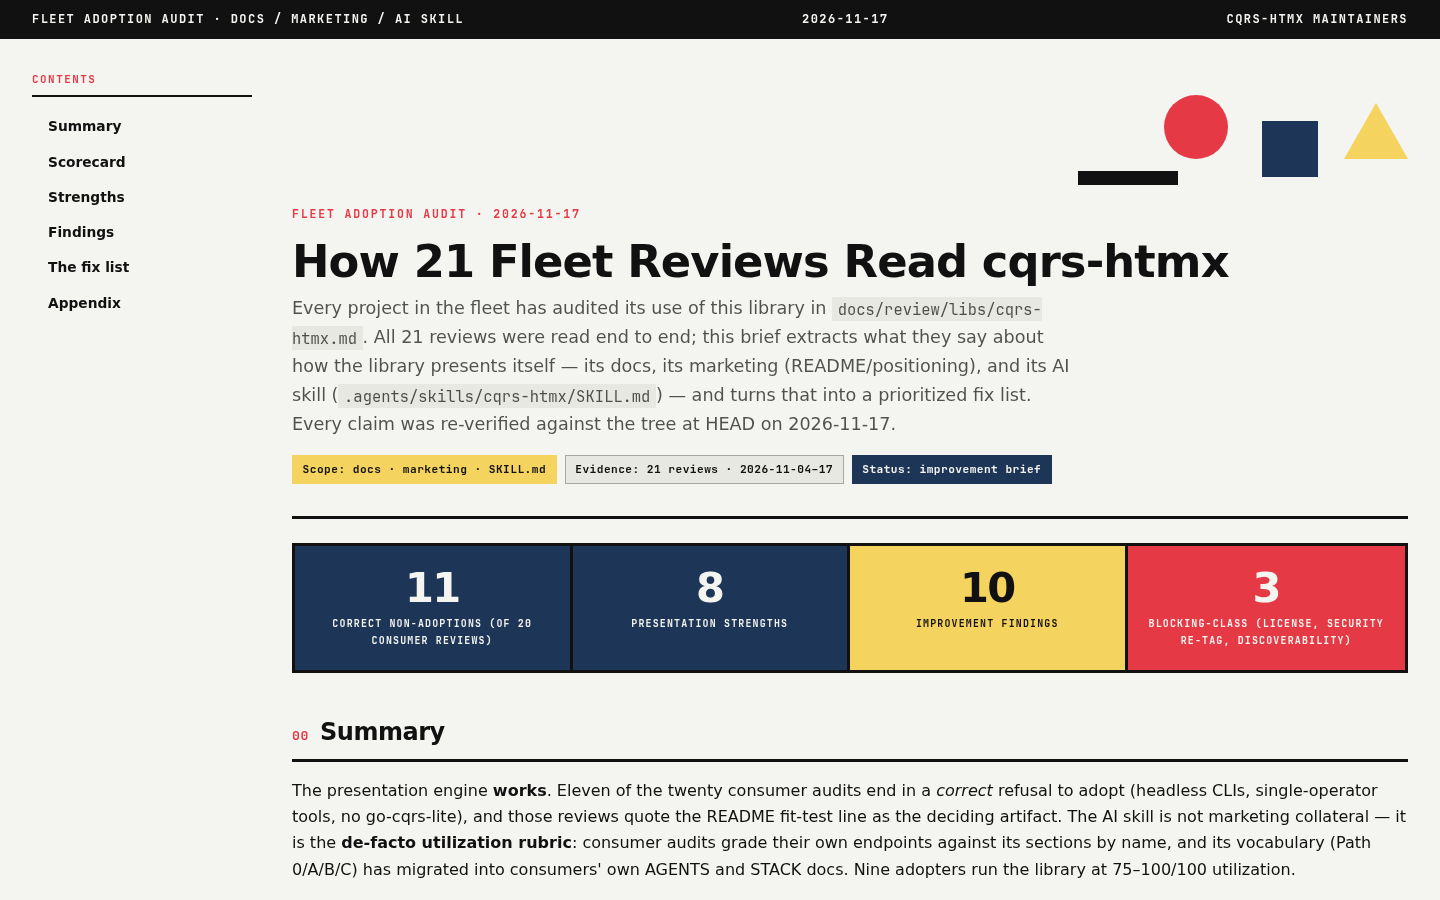 FLEET ADOPTION AUDIT · DOCS / MARKETING / AI SKILL
2026-11-17
CQRS-HTMX MAINTAINERS
CONTENTS
Summary
Scorecard
Strengths
Findings
The fix list
Appendix
FLEET ADOPTION AUDIT · 2026-11-17
How 21 Fleet Reviews Read cqrs-htmx
Every project in the fleet has audited its use of this library in docs/review/libs/cqrs-
htmx.md. All 21 reviews were read end to end; this brief extracts what they say about
how the library presents itself — its docs, its marketing (README/positioning), and its AI
skill (.agents/skills/cqrs-htmx/SKILL.md) — and turns that into a prioritized fix list.
Every claim was re-verified against the tree at HEAD on 2026-11-17.
Scope: docs · marketing · SKILL.md
Evidence: 21 reviews · 2026-11-04–17
Status: improvement brief
11
CORRECT NON-ADOPTIONS (OF 20
CONSUMER REVIEWS)
8
PRESENTATION STRENGTHS
10
IMPROVEMENT FINDINGS
3
BLOCKING-CLASS (LICENSE, SECURITY
RE-TAG, DISCOVERABILITY)
00 Summary
The presentation engine works. Eleven of the twenty consumer audits end in a correct refusal to adopt (headless CLIs, single-operator
tools, no go-cqrs-lite), and those reviews quote the README fit-test line as the deciding artifact. The AI skill is not marketing collateral — it
is the de-facto utilization rubric: consumer audits grade their own endpoints against its sections by name, and its vocabulary (Path
0/A/B/C) has migrated into consumers' own AGENTS and STACK docs. Nine adopters run the library at 75–100/100 utilization.